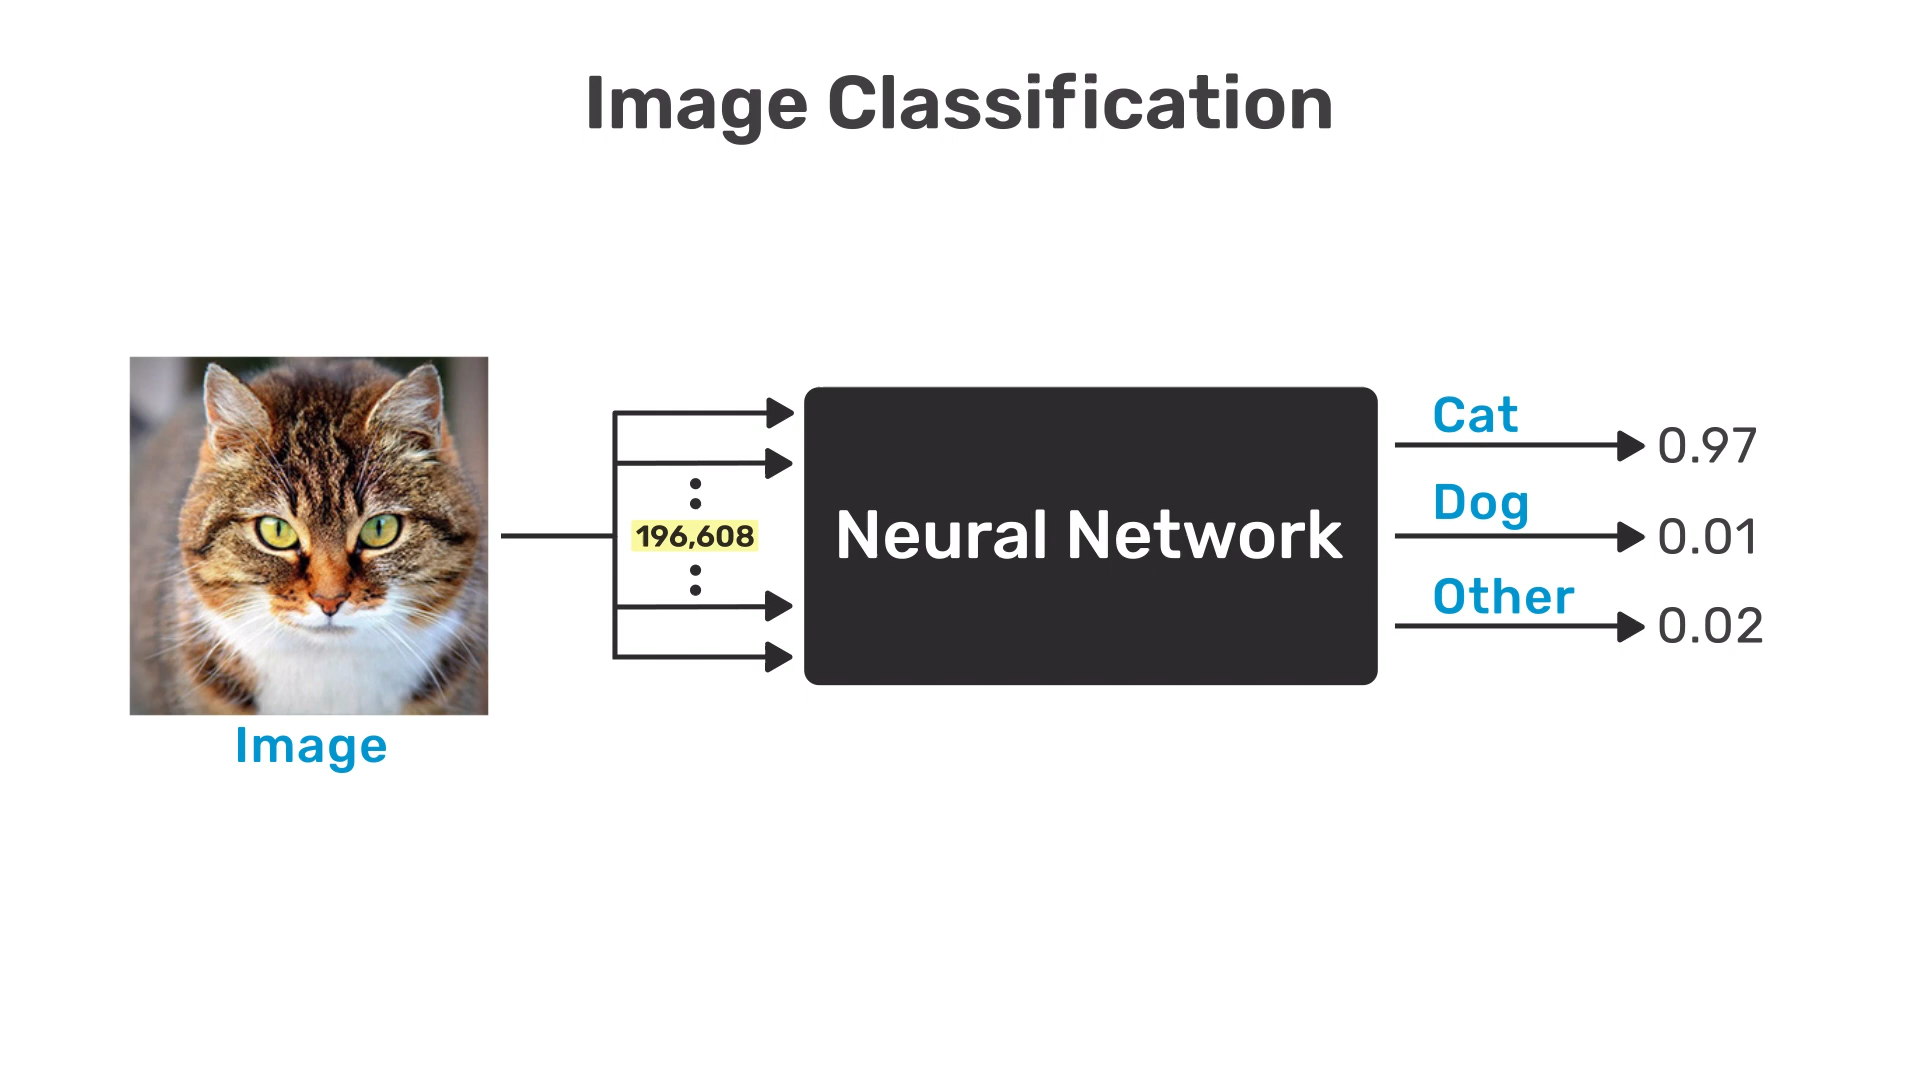 Image Classification
196,608
Neural Network
Cat
0.97
Dog
0.01
Other
0.02
Image